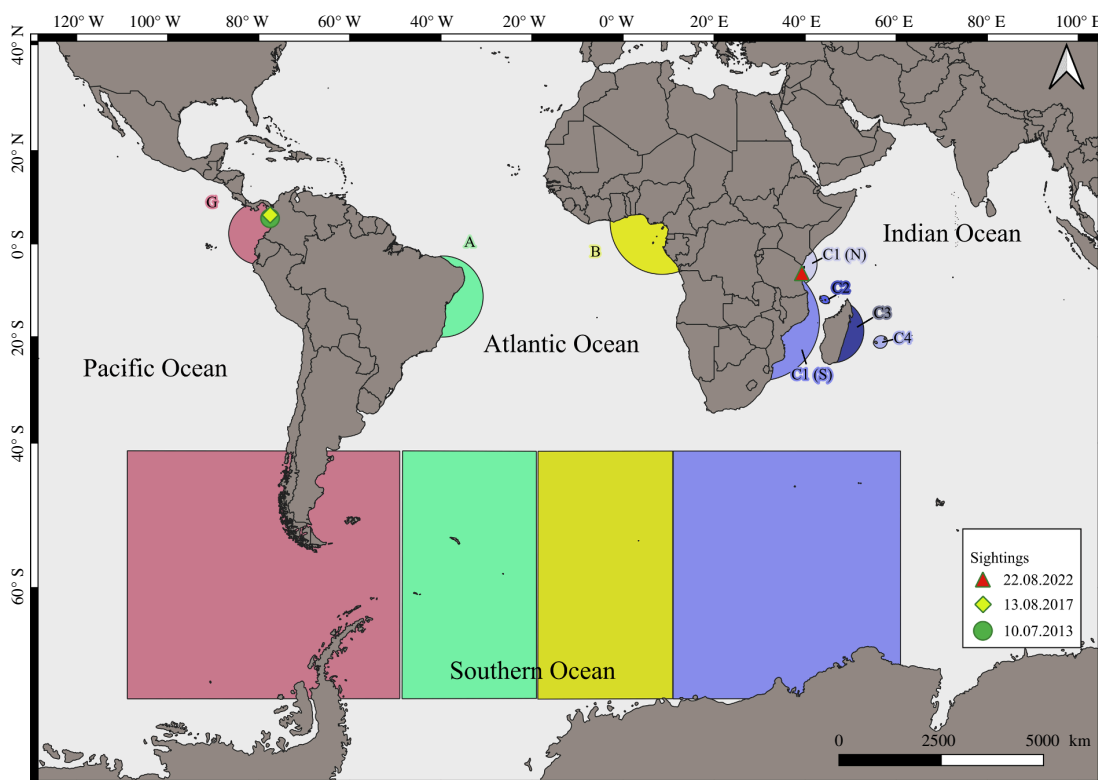 120° W 100° W 80° W 60° W 40° W 20° W 0° W 20° E 40° E 60° E 80° E 100° E
40° N
20° N
G
A
0° S
B
Indian Ocean
C1 (N)
C2
C3
C4
20° S
Atlantic Ocean
Pacific Ocean
C1 (S)
40° S
60° S
Sightings
22.08.2022
13.08.2017
10.07.2013
Southern Ocean
0 2500 5000 km